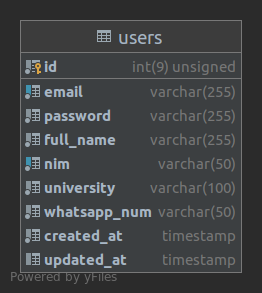 users
id int(9) unsigned
email varchar(255)
password varchar(255)
full_name varchar(255)
nim varchar(50)
university varchar(100)
whatsapp_num varchar(50)
created_at timestamp
updated_at timestamp
Powered by yFiles